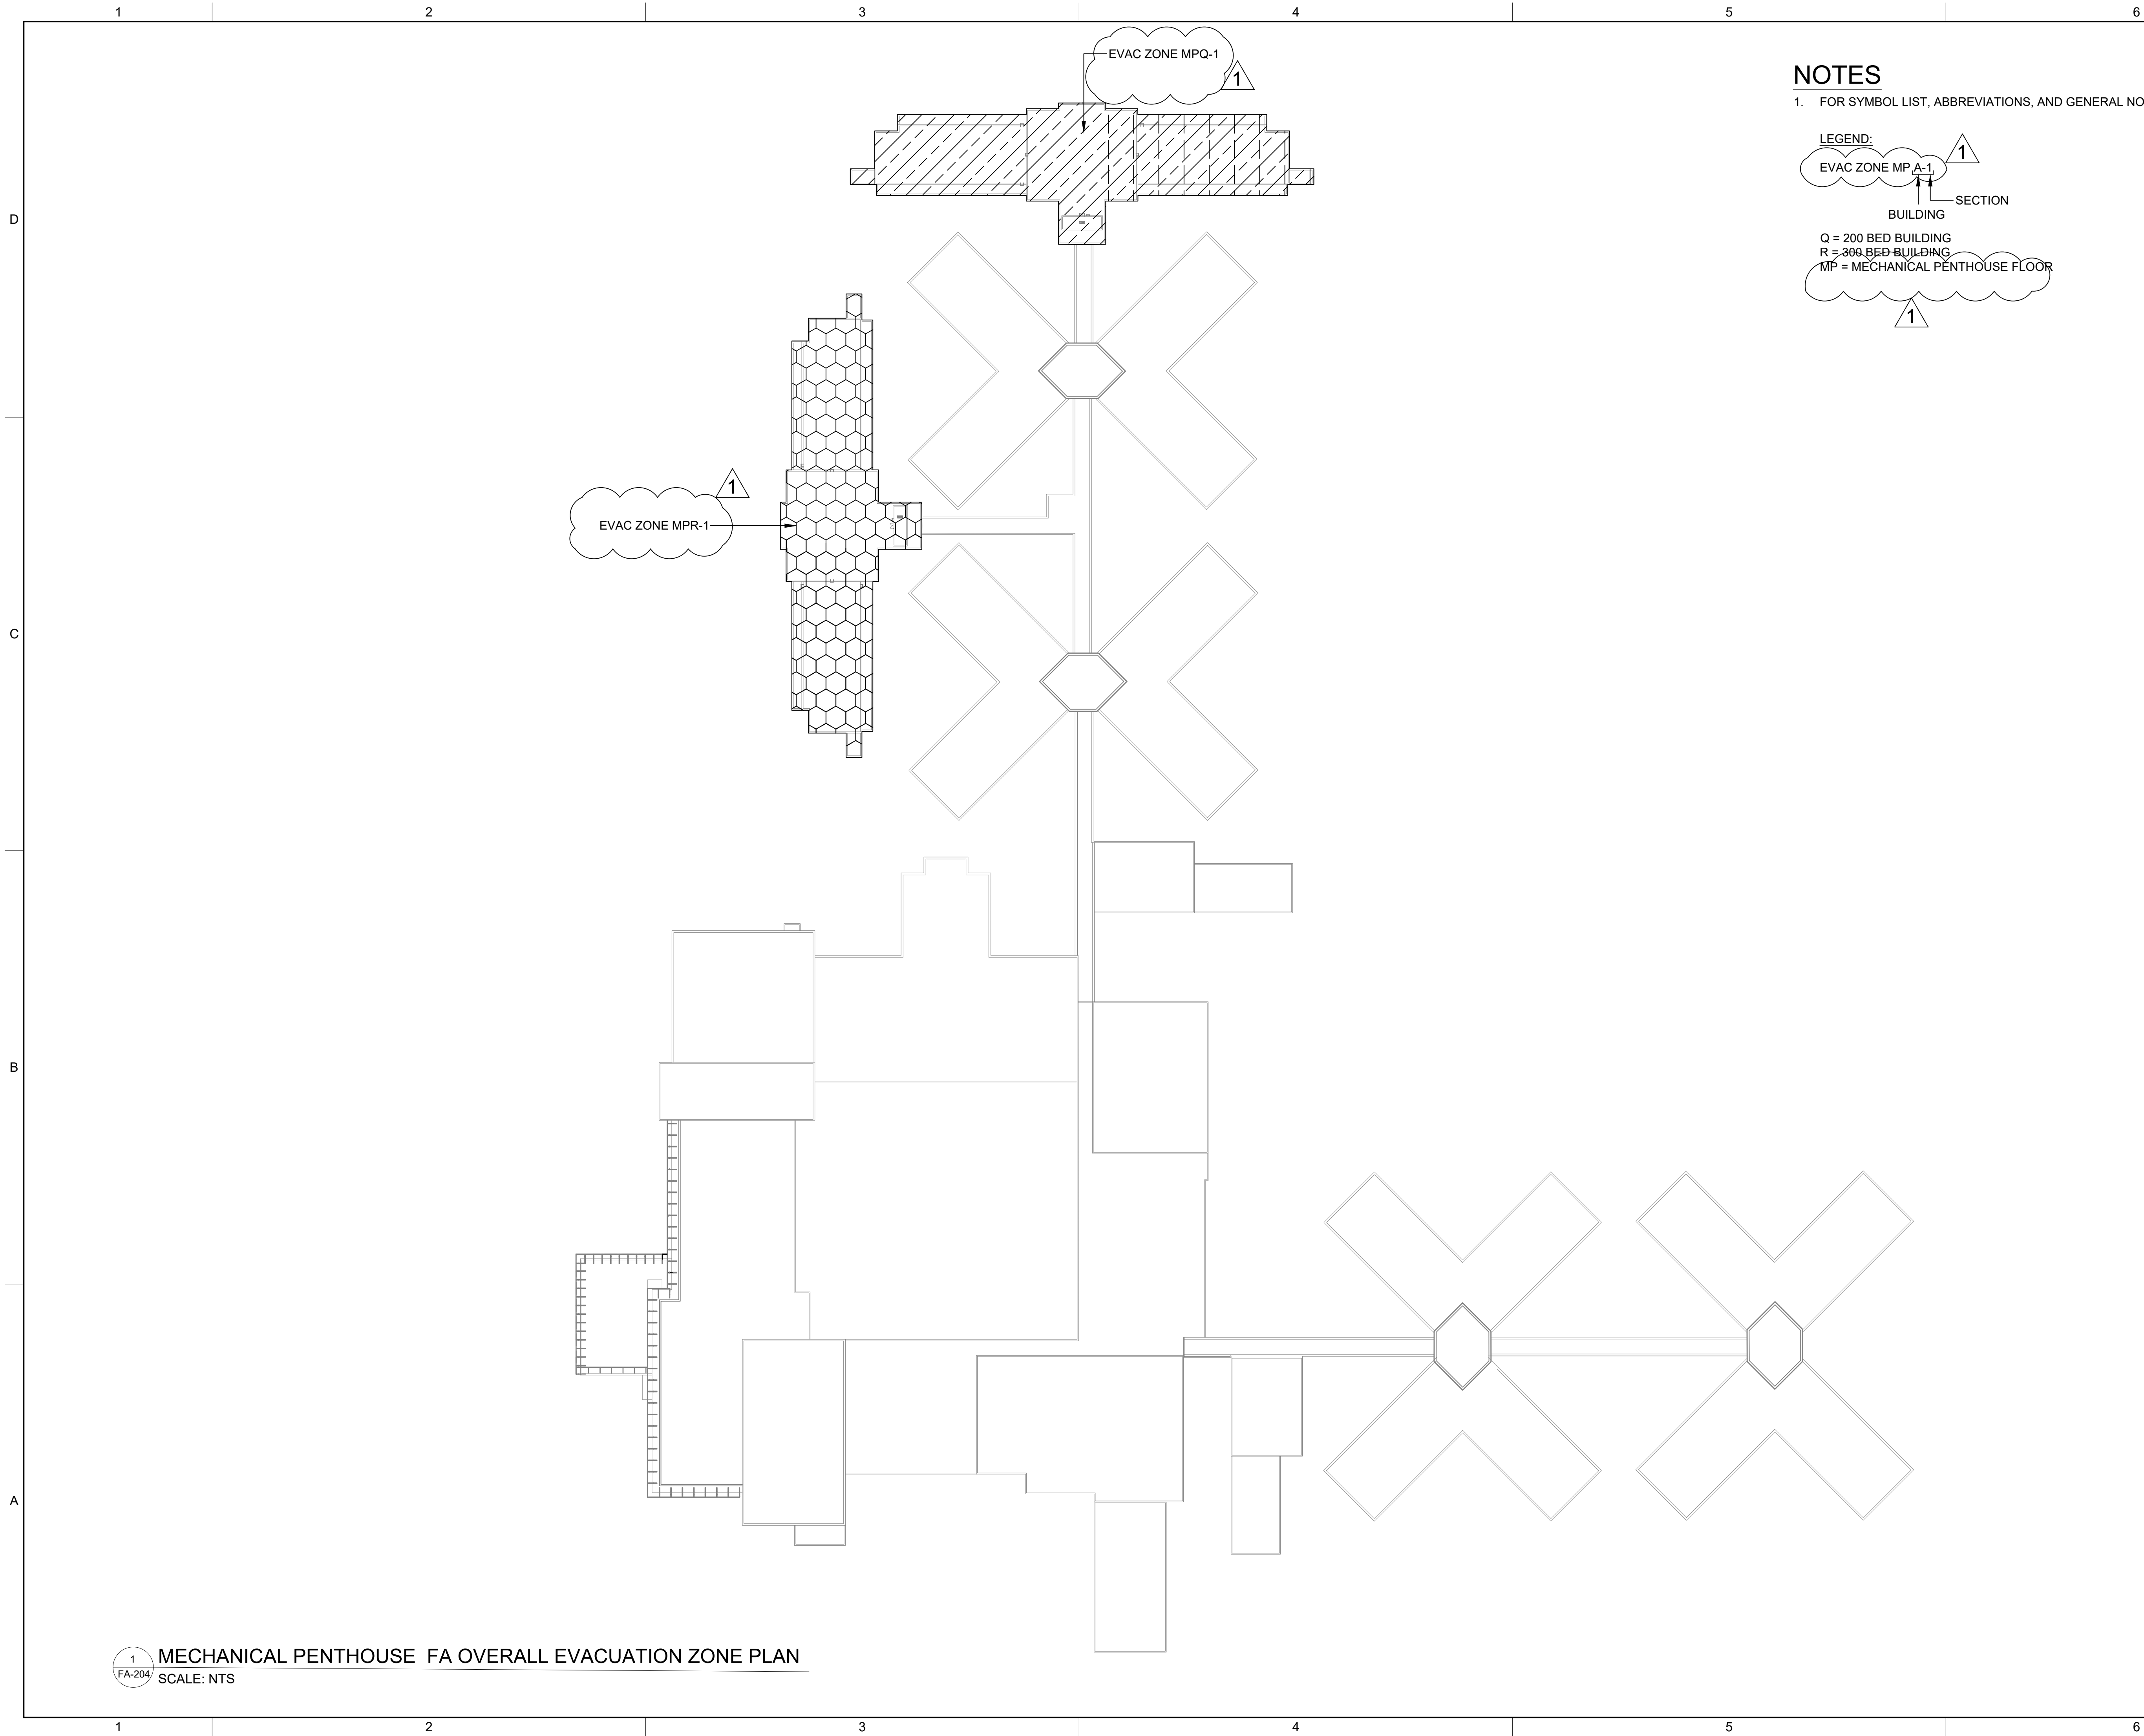 1 2 3 4 5 6
EVAC ZONE MPQ-1
1
NOTES
1. FOR SYMBOL LIST, ABBREVIATIONS, AND GENERAL NO
LEGEND:
1
EVAC ZONE MP A-1
SECTION
BUILDING
D
Q = 200 BED BUILDING
R = 300 BED BUILDING
MP = MECHANICAL PENTHOUSE FLOOR
1
1
EVAC ZONE MPR-1
C
B
A
1
FA-204
MECHANICAL PENTHOUSE FA OVERALL EVACUATION ZONE PLAN
SCALE: NTS
1 2 3 4 5 6